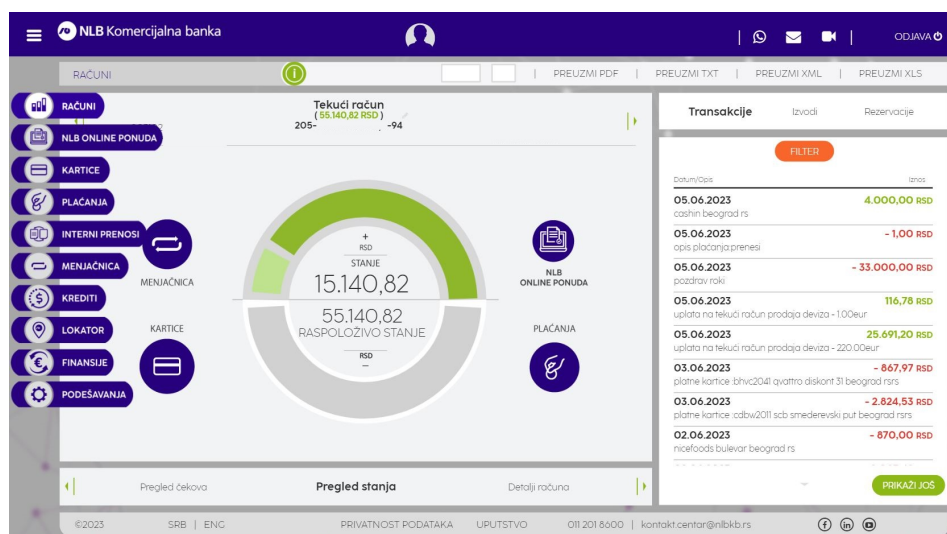 NLB Komercijalna banka
ODJAVA
RAČUNI
PREUZMI PDF | PREUZMI TXT | PREUZMI XML | PREUZMI XLS
RAČUNI
NLB ONLINE PONUDA
KARTICE
PLAĆANJA
INTERNI PRENOSI
MENJAČNICA
KREDITI
LOKATOR
FINANSIJE
PODEŠAVANJA
Tekući račun
(55.140,82 RSD)
205- -94
MENJAČNICA
KARTICE
+
RSD
STANJE
15.140,82
55.140,82
RASPOLOŽIVO STANJE
RSD
–
NLB
ONLINE PONUDA
PLAĆANJA
Pregled čekova
Pregled stanja
Detalji računa
Transakcije Izvodi Rezervacije
FILTER
Datum/Opis Iznos
05.06.2023 4.000,00 RSD
cashin beograd rs
05.06.2023 - 1,00 RSD
opis plaćanja:prenesi
05.06.2023 - 33.000,00 RSD
pozdrav roki
05.06.2023 116,78 RSD
uplata na tekući račun prodaja deviza - 1.00eur
05.06.2023 25.691,20 RSD
uplata na tekući račun prodaja deviza - 220.00eur
03.06.2023 - 867,97 RSD
platne kartice :bhvc2041 qvattro diskont 31 beograd rsrs
03.06.2023 - 2.824,53 RSD
platne kartice :cdbw2011 scb smederevski put beograd rsrs
02.06.2023 - 870,00 RSD
nicefoods bulevar beograd rs
PRIKAŽI JOŠ
©2023 SRB | ENG PRIVATNOST PODATAKA UPUTSTVO 011 201 8600 | kontakt.centar@nlbkb.rs